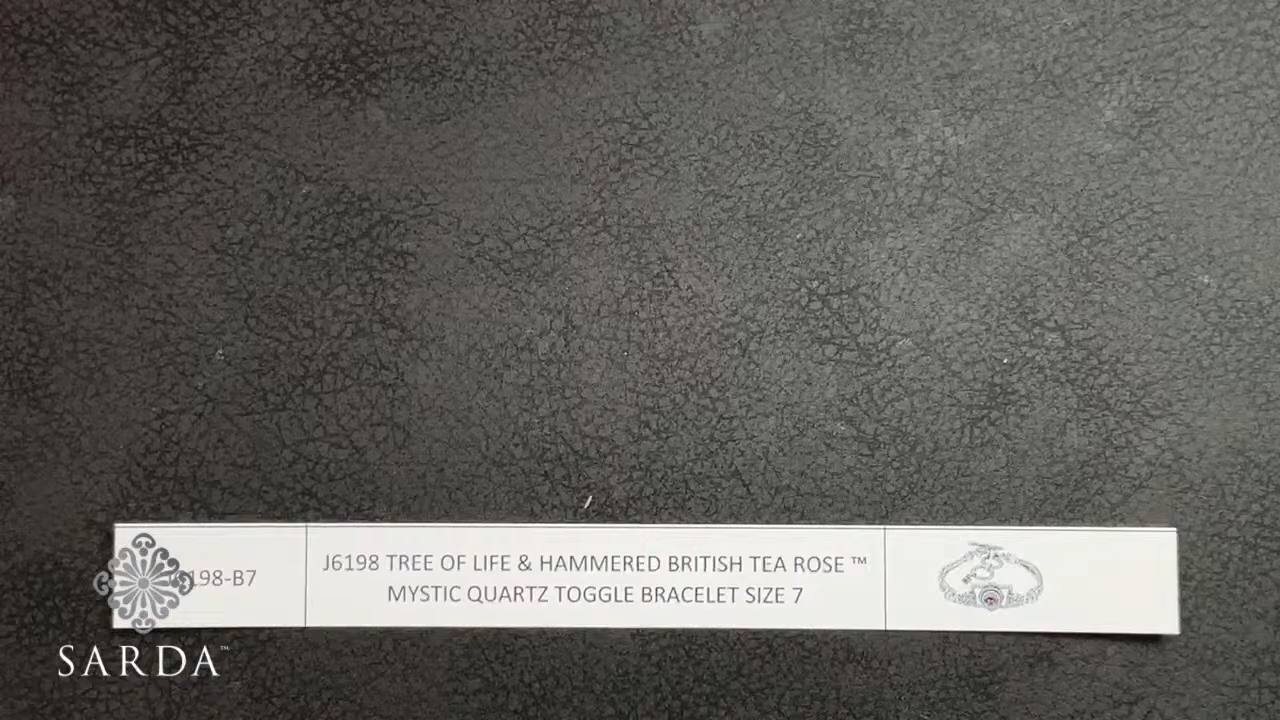 198-B7
J6198 TREE OF LIFE & HAMMERED BRITISH TEA ROSE ™
MYSTIC QUARTZ TOGGLE BRACELET SIZE 7
SARDA™